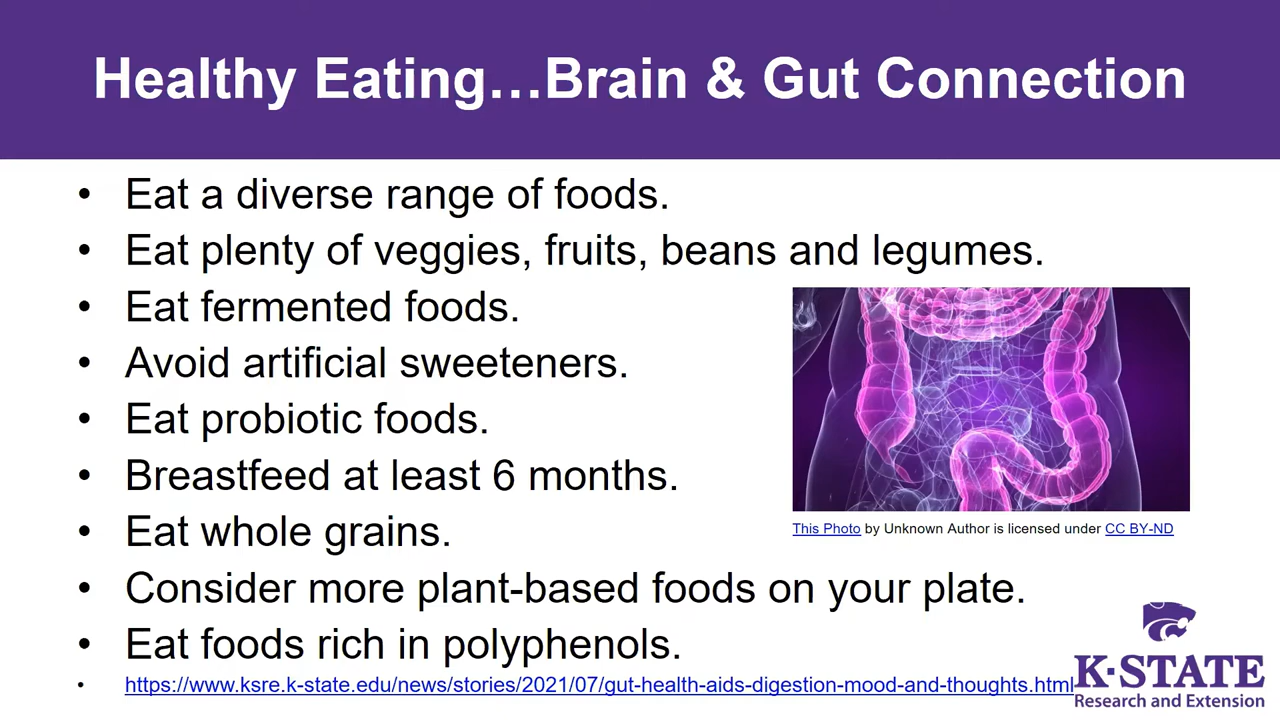 Healthy Eating…Brain & Gut Connection
• Eat a diverse range of foods.
• Eat plenty of veggies, fruits, beans and legumes.
• Eat fermented foods.
• Avoid artificial sweeteners.
• Eat probiotic foods.
• Breastfeed at least 6 months.
• Eat whole grains.
• Consider more plant-based foods on your plate.
• Eat foods rich in polyphenols.
• https://www.ksre.k-state.edu/news/stories/2021/07/gut-health-aids-digestion-mood-and-thoughts.html
This Photo by Unknown Author is licensed under CC BY-ND
K-STATE
Research and Extension